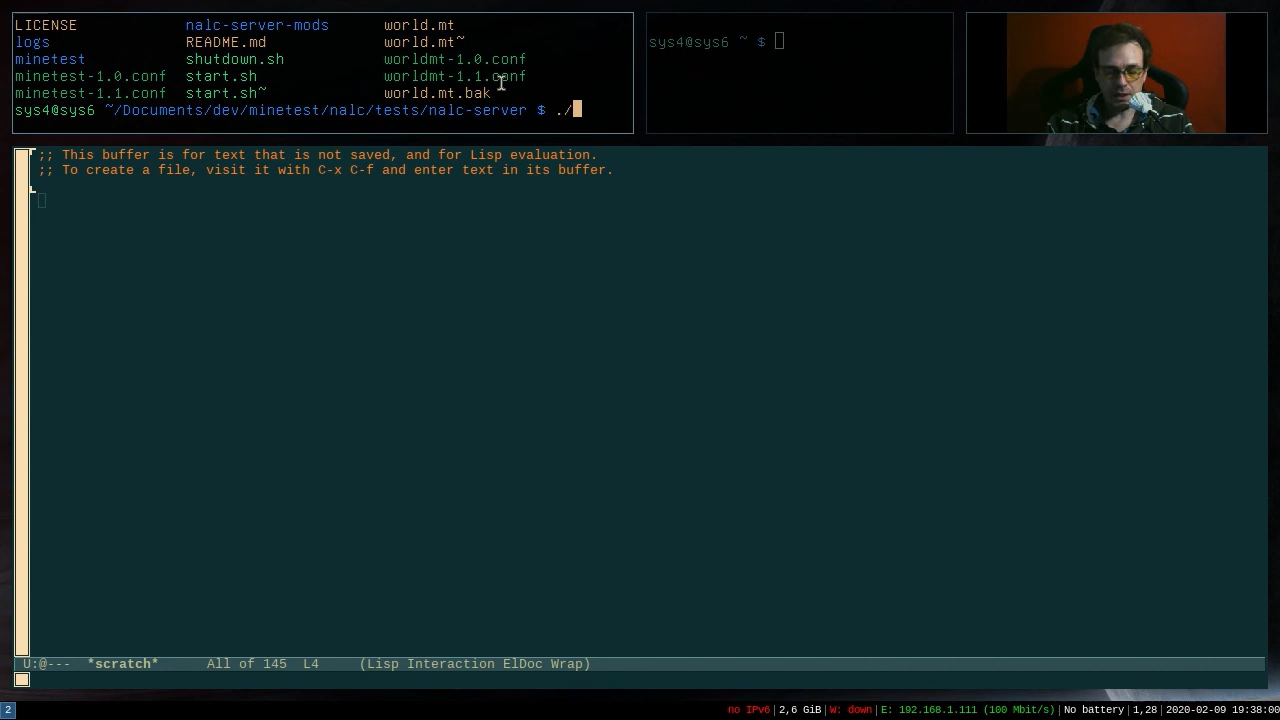 LICENSE nalc-server-mods world.mt
logs README.md world.mt~
minetest shutdown.sh worldmt-1.0.conf
minetest-1.0.conf start.sh worldmt-1.1.conf
minetest-1.1.conf start.sh~ world.mt.bak
sys4@sys6 ~/Documents/dev/minetest/nalc/tests/nalc-server $ ./
sys4@sys6 ~ $
;; This buffer is for text that is not saved, and for Lisp evaluation.
;; To create a file, visit it with C-x C-f and enter text in its buffer.
U:@--- *scratch* All of 145 L4 (Lisp Interaction ElDoc Wrap)
2 no IPv6|2,6 GiB|W: down|E: 192.168.1.111 (100 Mbit/s)|No battery|1,28|2020-02-09 19:38:00